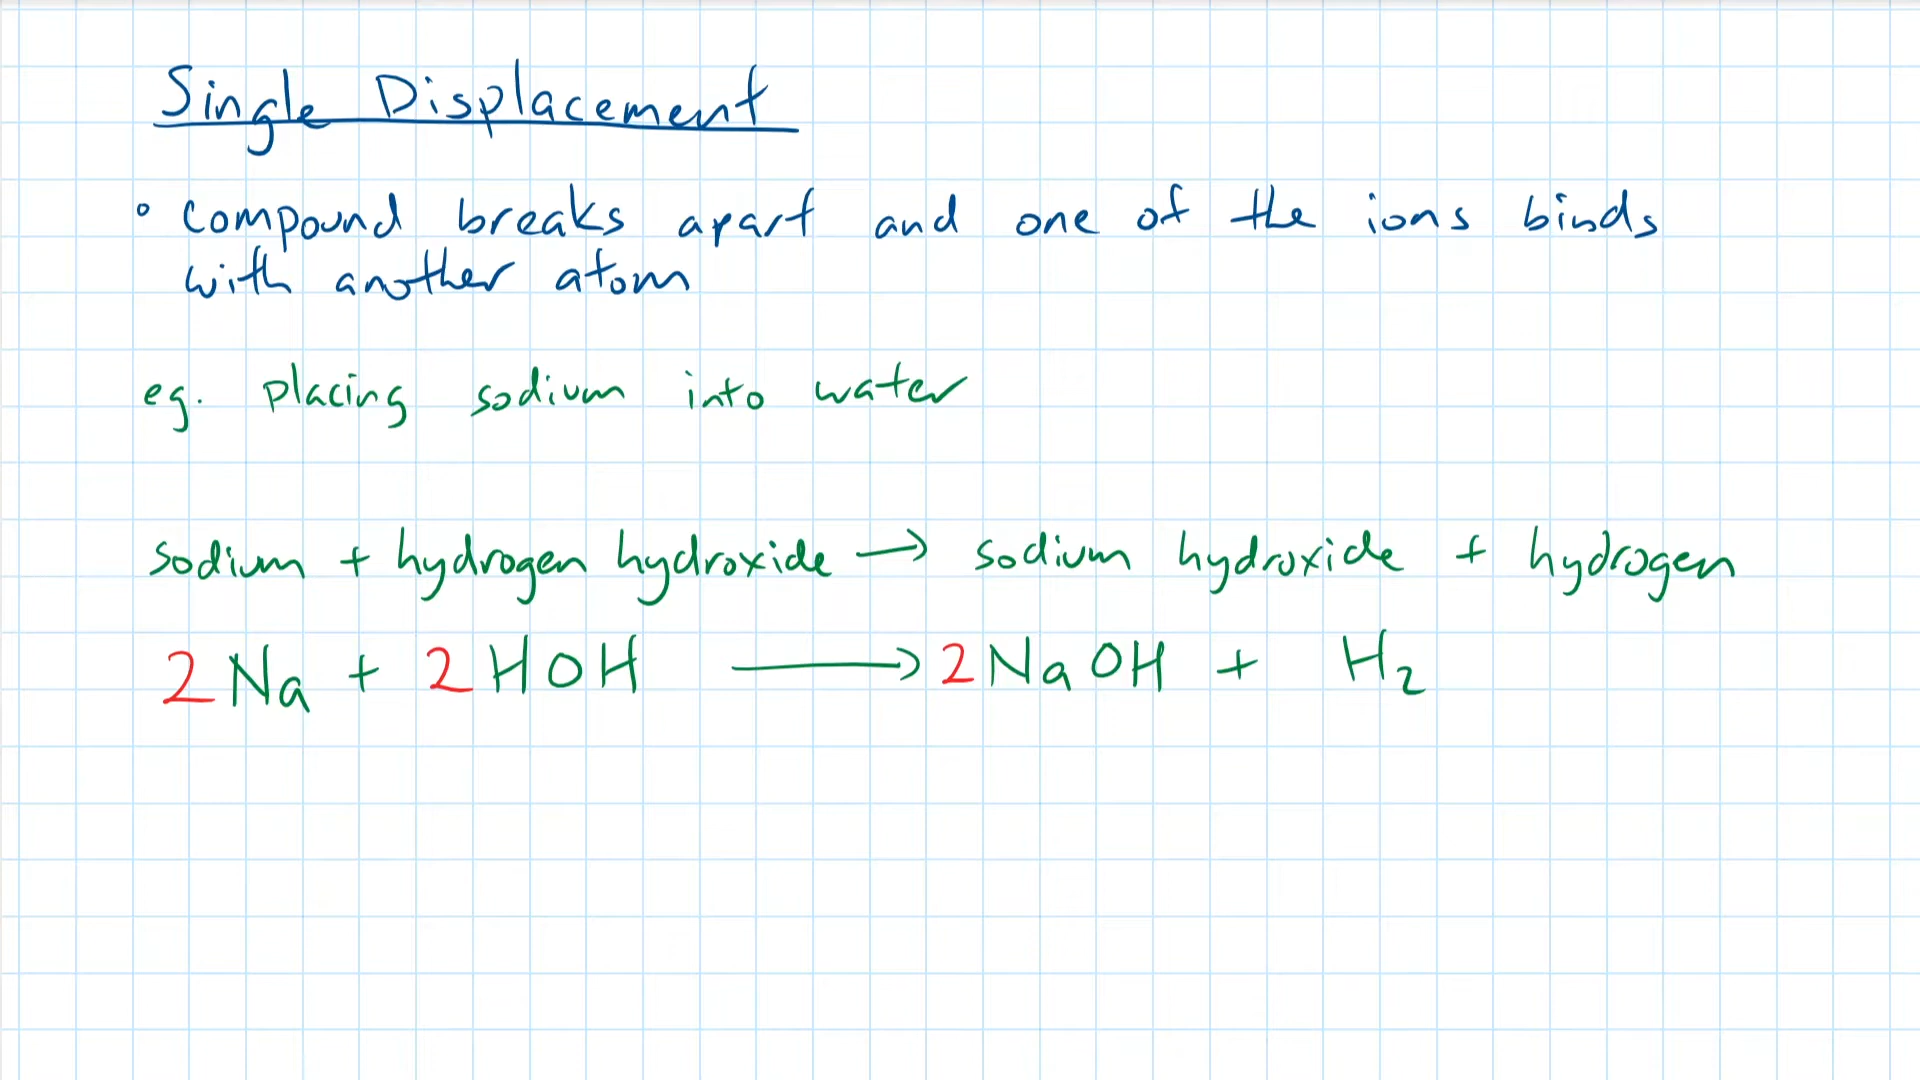 Single Displacement
° compound breaks apart and one of the ions binds
with another atom
eg. placing sodium into water
sodium + hydrogen hydroxide → sodium hydroxide + hydrogen
2Na + 2HOH → 2NaOH + H₂